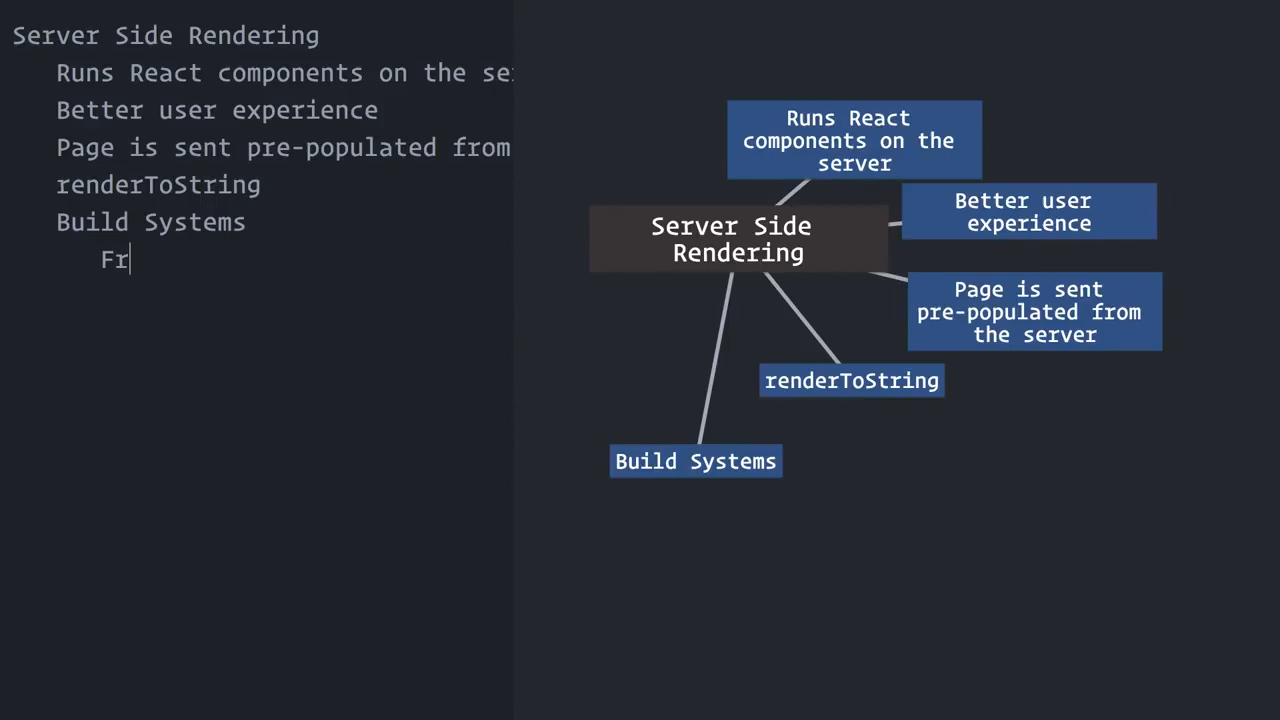 Server Side Rendering
Runs React components on the se
Better user experience
Page is sent pre-populated from
renderToString
Build Systems
Fr
Runs React
components on the
server
Better user
experience
Server Side
Rendering
Page is sent
pre-populated from
the server
renderToString
Build Systems